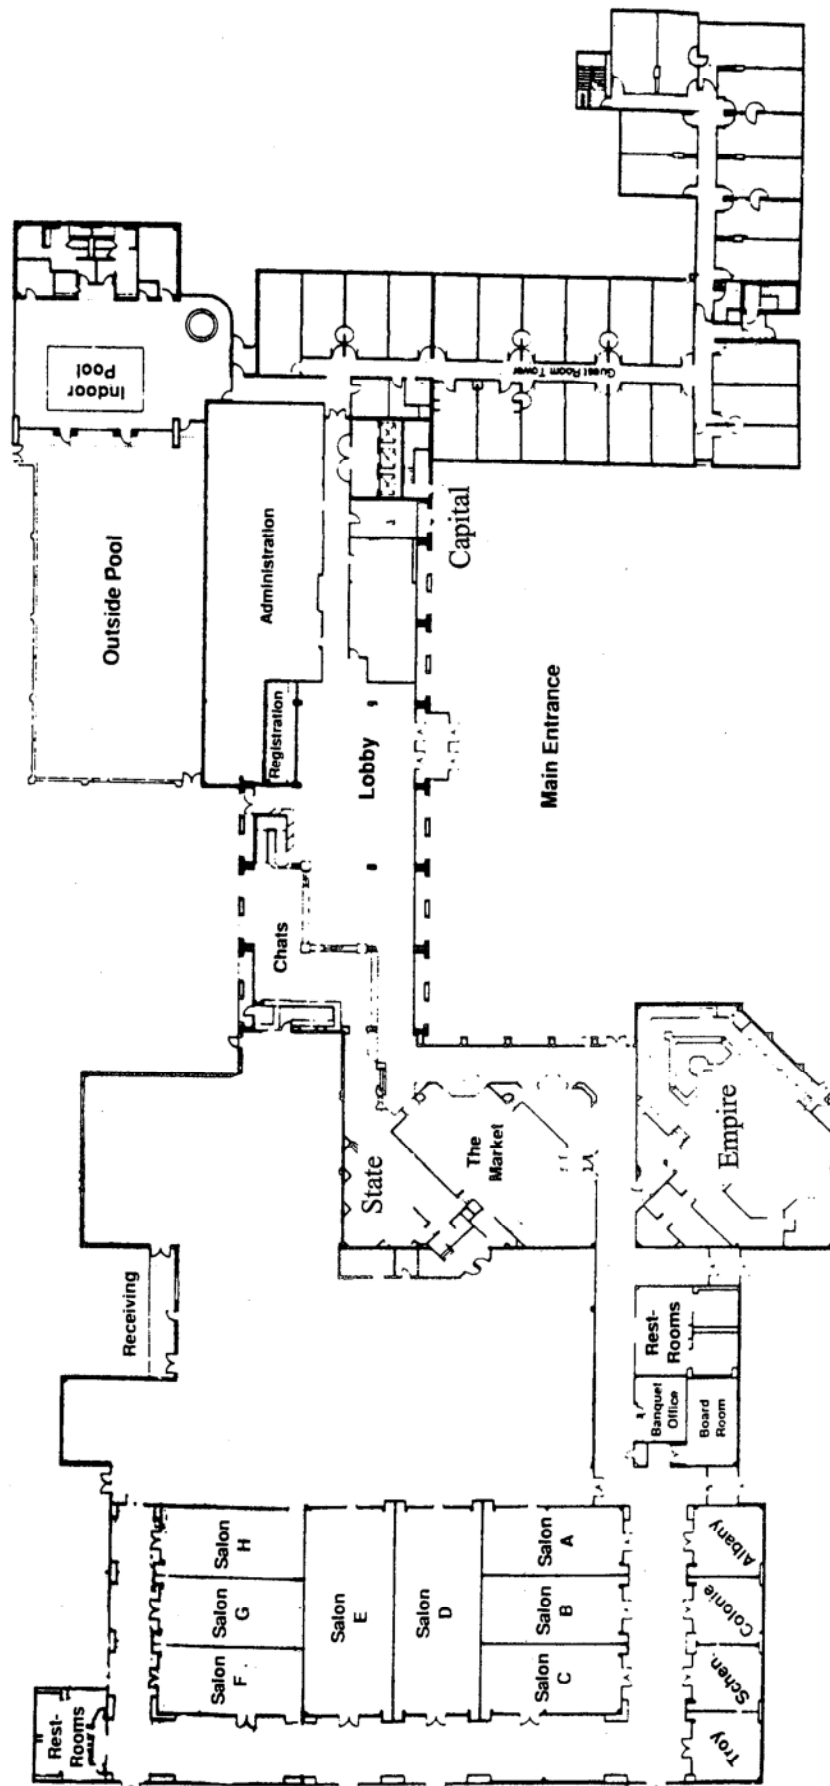 Indoor
Pool
Outside Pool
Administration
Registration
Guest Room Tower
Capital
Lobby
Main Entrance
Chats
State
The
Market
Empire
Receiving
Rest-
Rooms
Banquet
Office
Board
Room
Salon
H
Salon
G
Salon
F
Salon
E
Salon
D
Salon
A
Salon
B
Salon
C
Albany
Colonie
Schen.
Troy
Rest-
Rooms